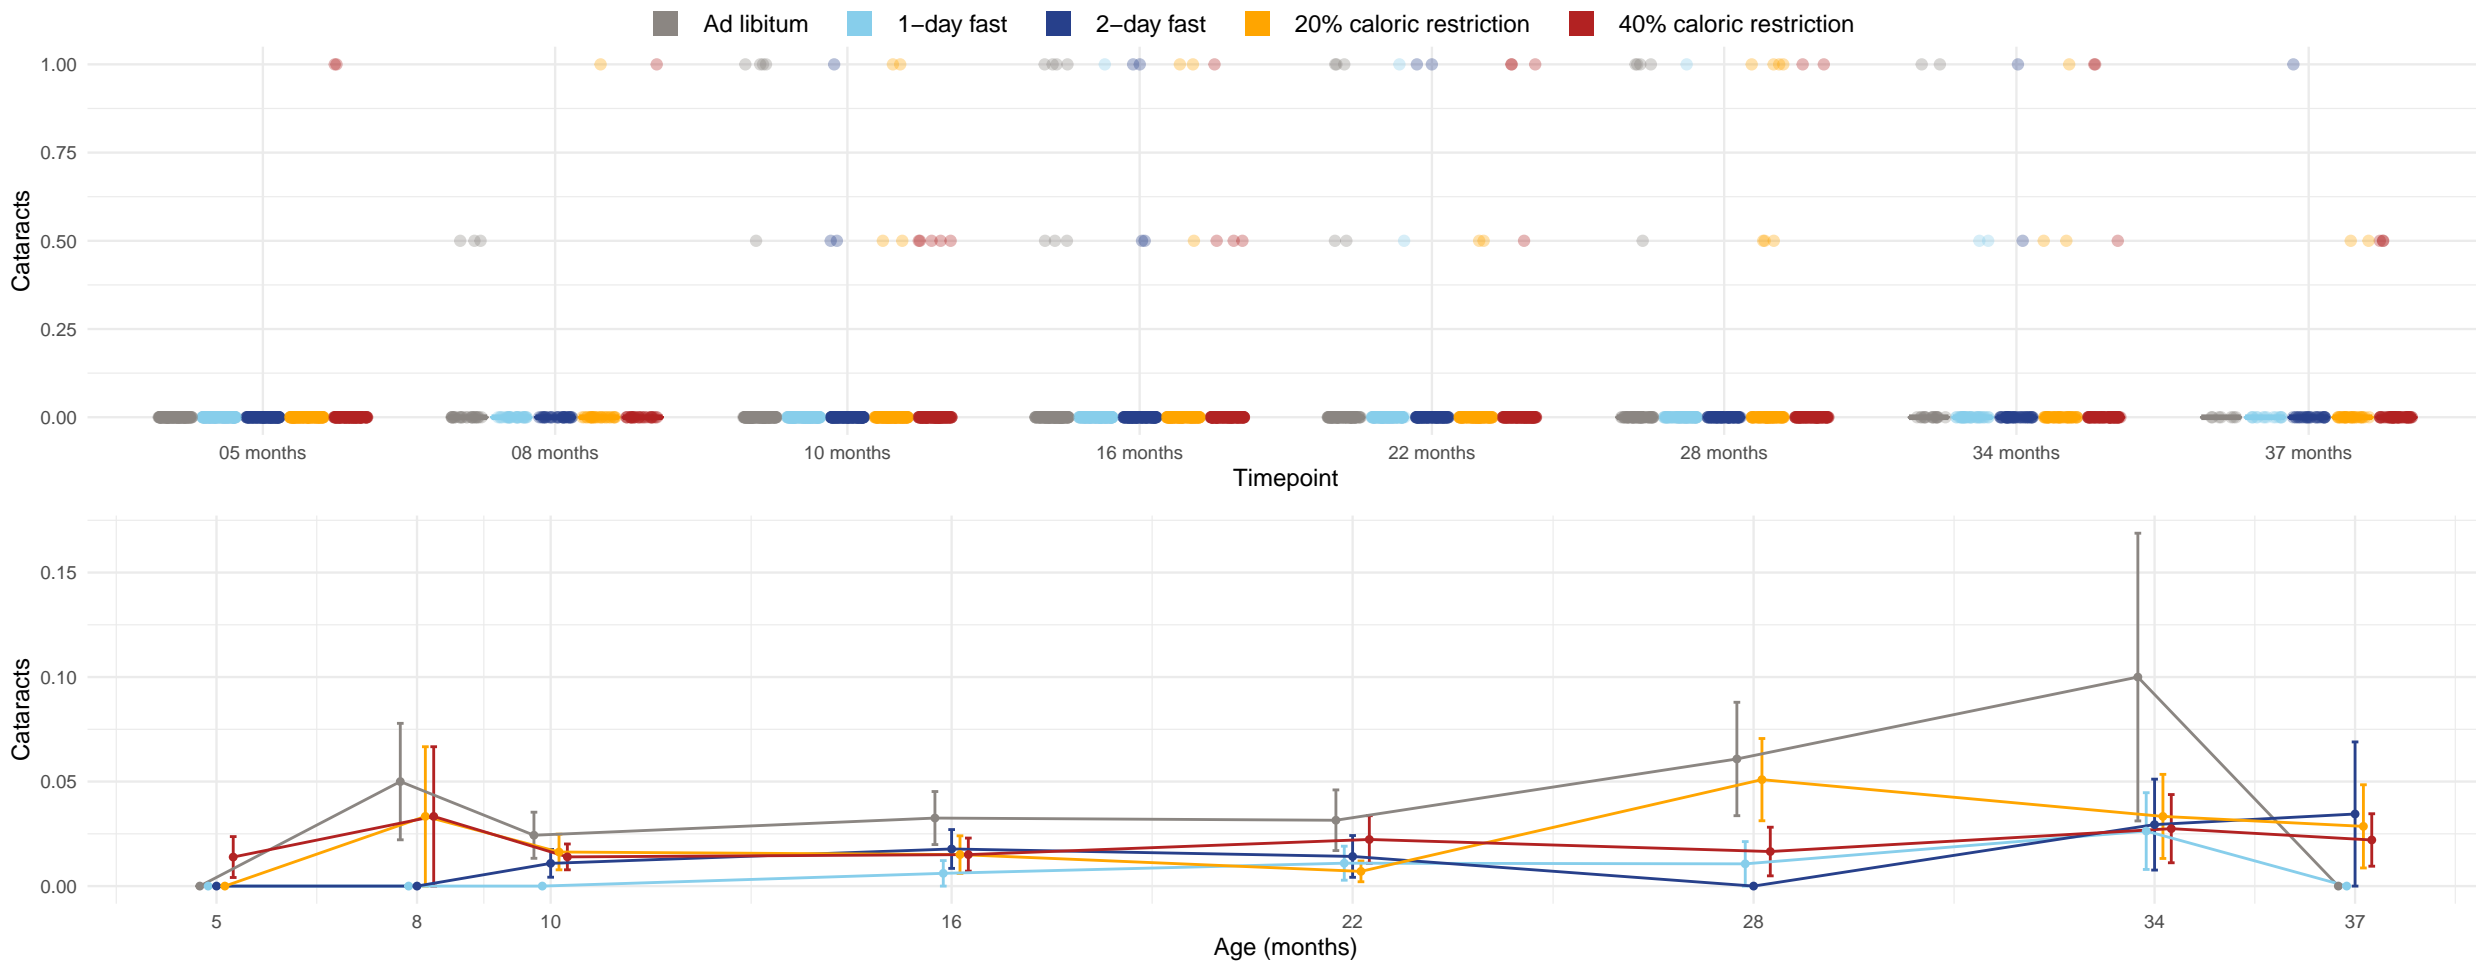 Ad libitum 1−day fast 2−day fast 20% caloric restriction 40% caloric restriction
1.00
0.75
0.50
0.25
0.00
Cataracts
05 months 08 months 10 months 16 months 22 months 28 months 34 months 37 months
Timepoint
0.15
0.10
0.05
0.00
Cataracts
5 8 10 16 22 28 34 37
Age (months)